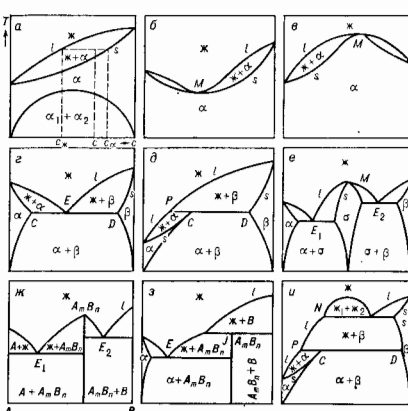 T
а
ж
l
ж+α
s
α
α₁+α₂
Cж
C
Cα
C
б
ж
l
M
ж+α
s
α
в
ж
M
l
ж+α
s
α
г
ж
l
E
ж+α
ж+β
s
α
C
D
β
α+β
д
ж
P
l
ж+β
l
ж+α
s
α
C
D
β
α+β
е
ж
l
s
M
α
σ
E₁
E₂
β
α+σ
σ+β
ж
ж
AₘBₙ
l
A+ж
ж+AₘBₙ
E₁
E₂
A+AₘBₙ
AₘBₙ+B
A
B
з
ж
l
ж+B
E
J
AₘBₙ
α
ж+AₘBₙ
α+AₘBₙ
AₘBₙ+B
и
ж
N
ж₁+ж₂
l
s
P
ж+β
l
ж+α
α
s
C
D
β
α+β